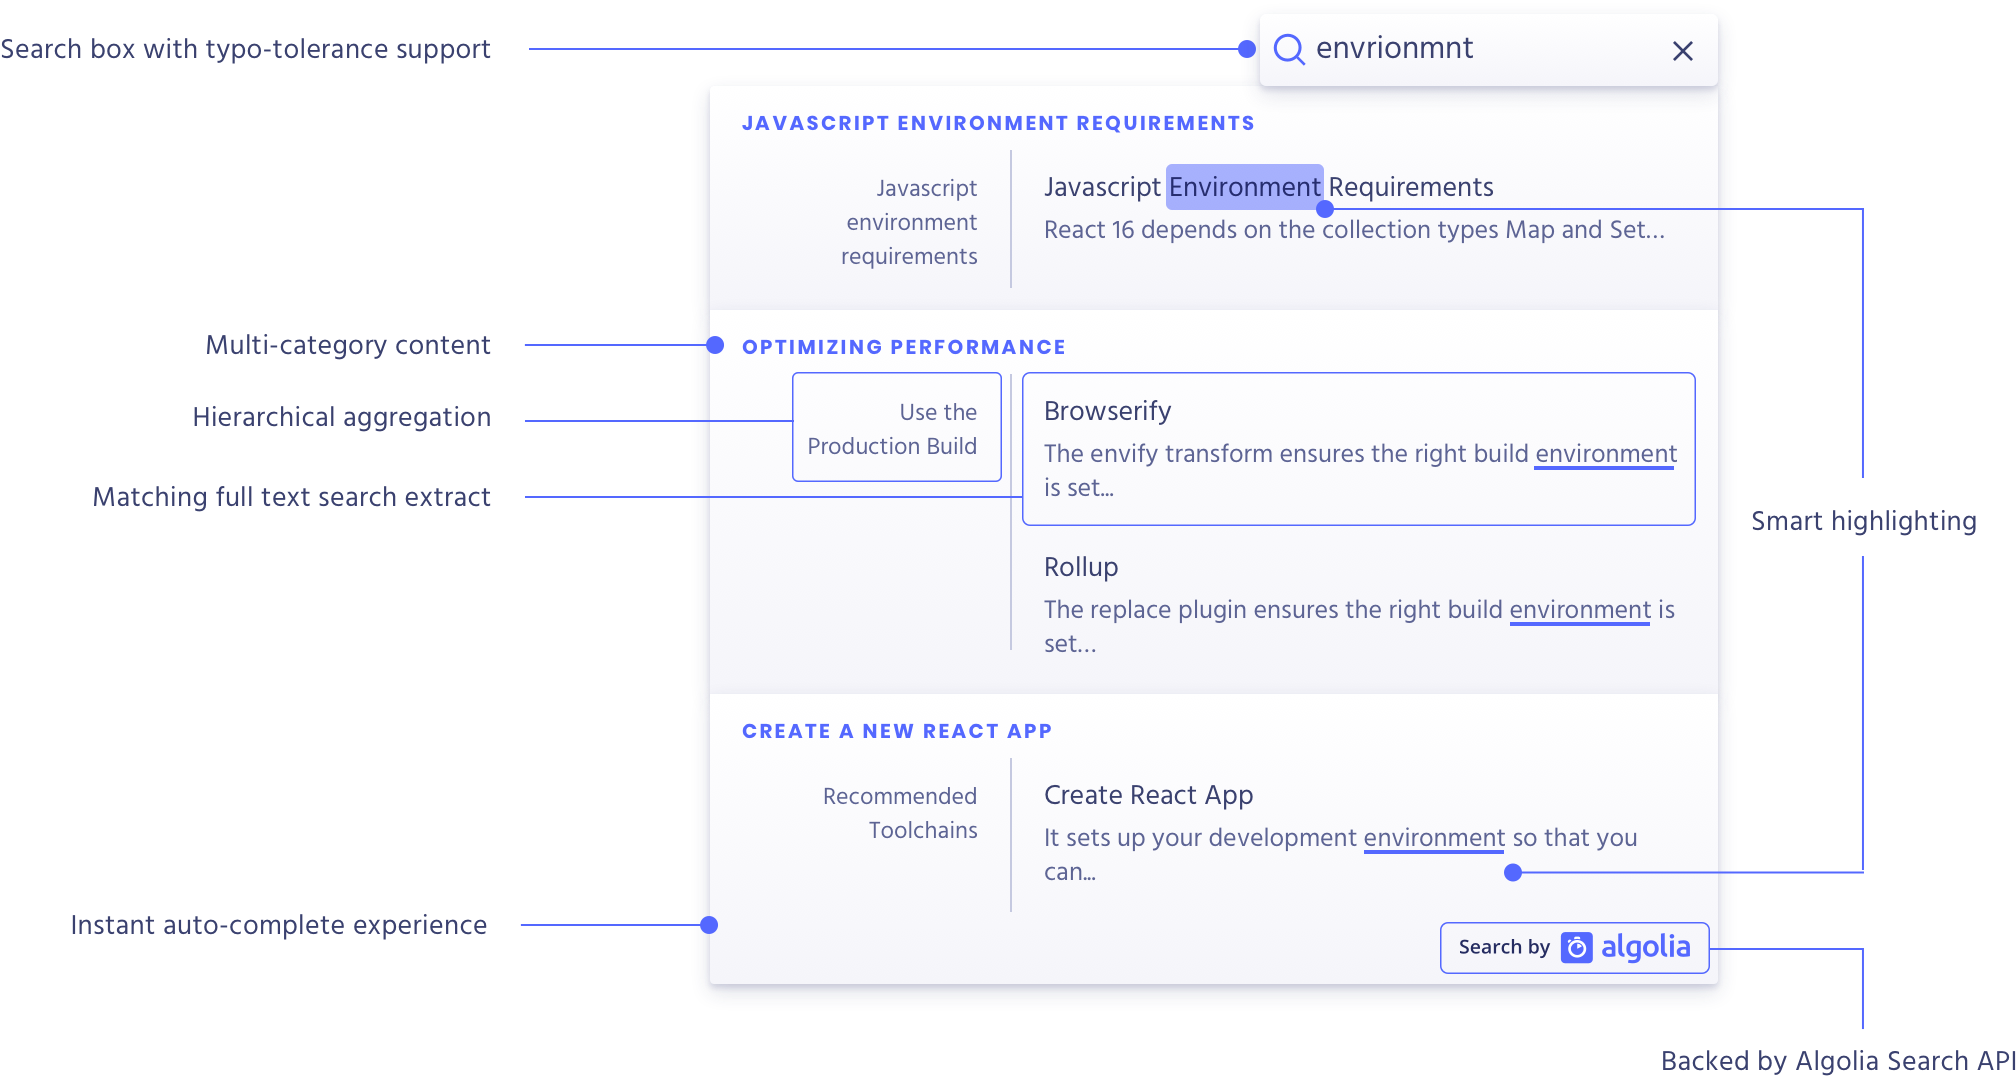 Search box with typo-tolerance support
envrionmnt
JAVASCRIPT ENVIRONMENT REQUIREMENTS
Javascript
environment
requirements
Javascript Environment Requirements
React 16 depends on the collection types Map and Set...
Multi-category content
OPTIMIZING PERFORMANCE
Hierarchical aggregation
Use the
Production Build
Matching full text search extract
Browserify
The envify transform ensures the right build environment
is set...
Smart highlighting
Rollup
The replace plugin ensures the right build environment is
set...
CREATE A NEW REACT APP
Recommended
Toolchains
Create React App
It sets up your development environment so that you
can...
Instant auto-complete experience
Search by algolia
Backed by Algolia Search API